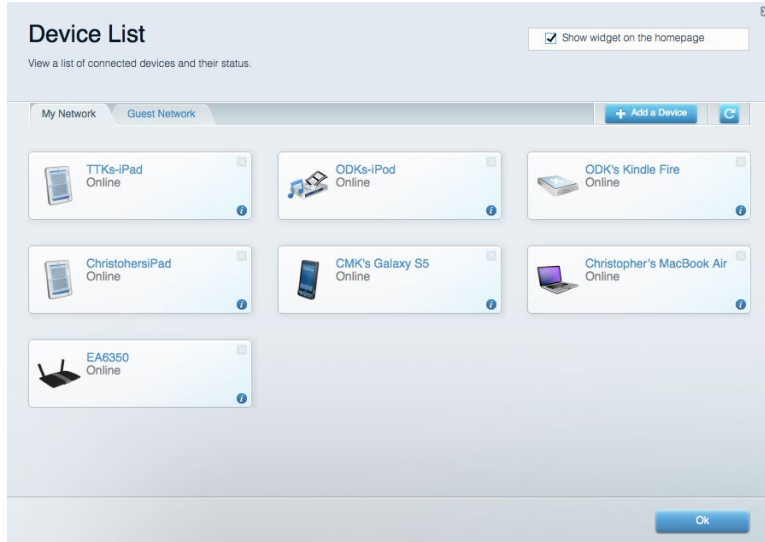 Device List
Show widget on the homepage
View a list of connected devices and their status.
My Network
Guest Network
+ Add a Device
TTKs-iPad
Online
ODKs-iPod
Online
ODK's Kindle Fire
Online
ChristohersiPad
Online
CMK's Galaxy S5
Online
Christopher's MacBook Air
Online
EA6350
Online
Ok